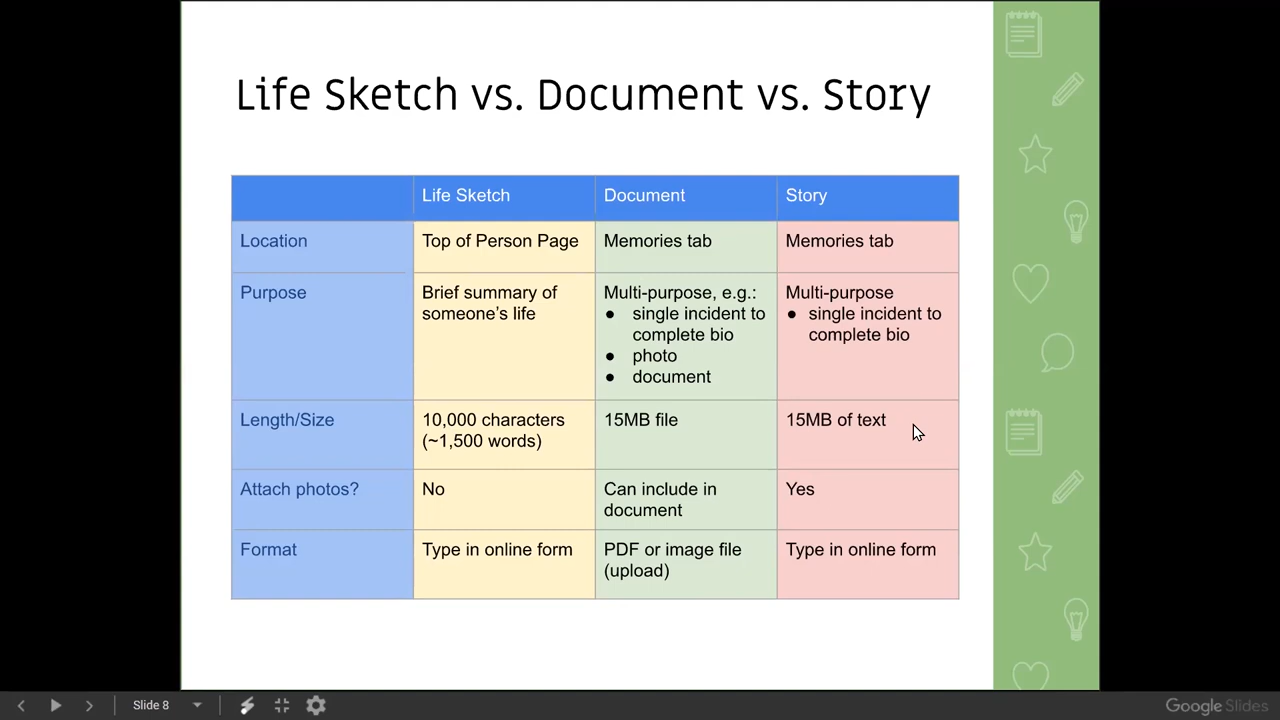 Life Sketch vs. Document vs. Story
Life Sketch Document Story
Location Top of Person Page Memories tab Memories tab
Purpose Brief summary of Multi-purpose, e.g.: Multi-purpose
someone's life ● single incident to ● single incident to
complete bio complete bio
● photo
● document
Length/Size 10,000 characters 15MB file 15MB of text
(~1,500 words)
Attach photos? No Can include in Yes
document
Format Type in online form PDF or image file Type in online form
(upload)
Slide 8 Google Slides